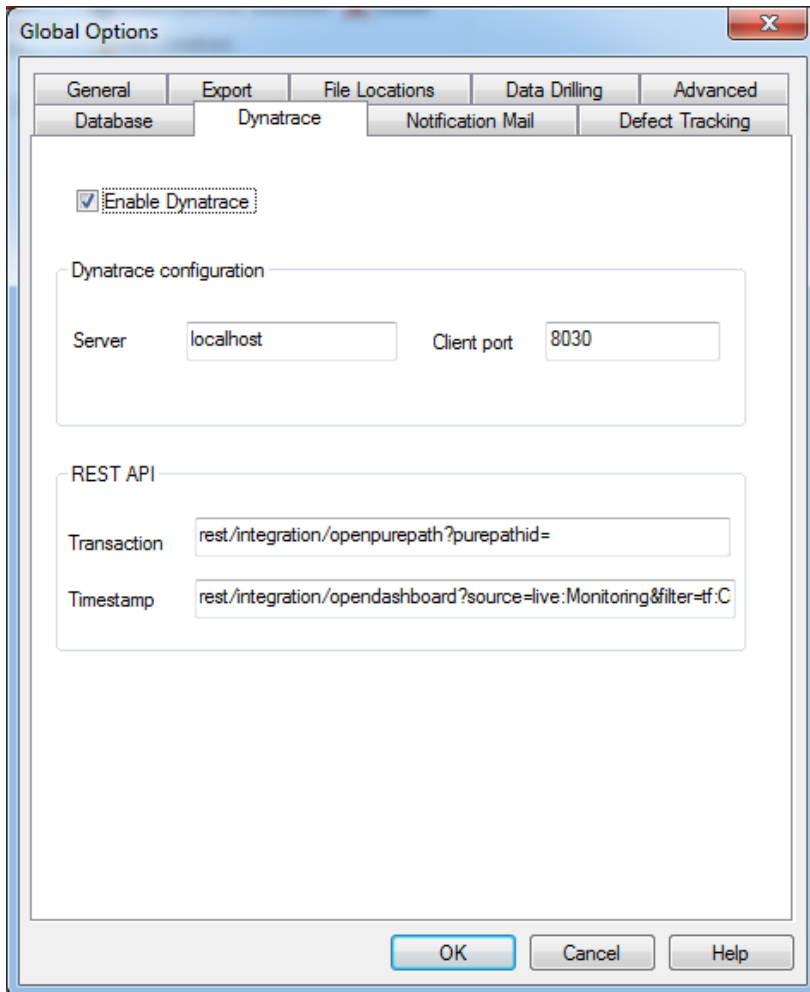 Global Options
General Export File Locations Data Drilling Advanced
Database Dynatrace Notification Mail Defect Tracking
Enable Dynatrace
Dynatrace configuration
Server localhost Client port 8030
REST API
Transaction rest/integration/openpurepath?purepathid=
Timestamp rest/integration/opendashboard?source=live:Monitoring&filter=tf:C
OK Cancel Help